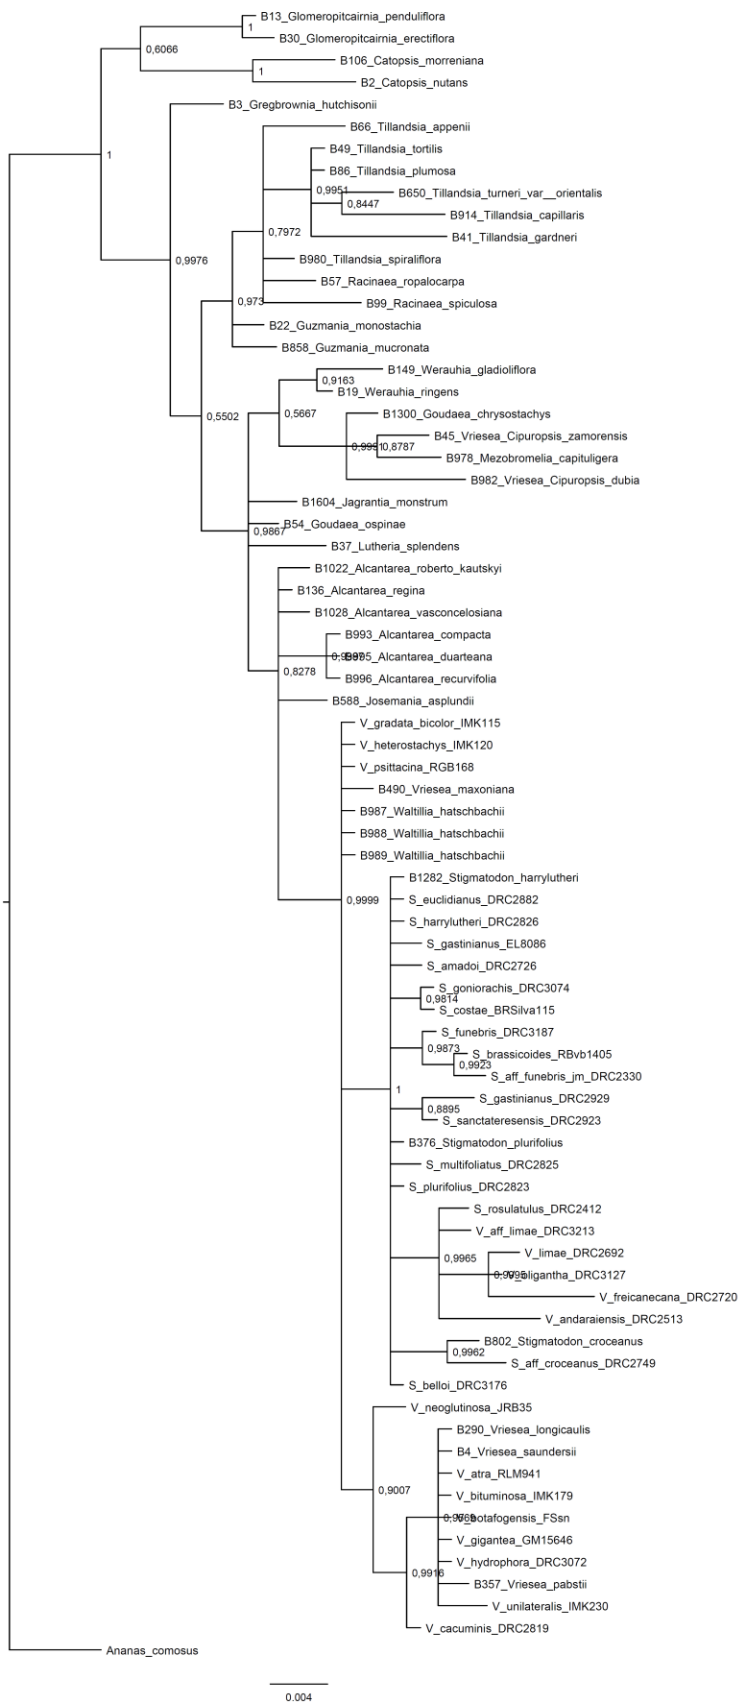 B13_Glomeropitcairnia_penduliflora
1
B30_Glomeropitcairnia_erectiflora
0,6066
B106_Catopsis_morreniana
1
B2_Catopsis_nutans
B3_Gregbrownia_hutchisonii
B66_Tillandsia_appenii
B49_Tillandsia_tortilis
1
B86_Tillandsia_plumosa
0,9951
B650_Tillandsia_turneri_var__orientalis
0,8447
B914_Tillandsia_capillaris
0,7972
B41_Tillandsia_gardneri
B980_Tillandsia_spiraliflora
0,9976
B57_Racinaea_ropalocarpa
0,973
B99_Racinaea_spiculosa
B22_Guzmania_monostachia
B858_Guzmania_mucronata
B149_Werauhia_gladioliflora
0,9163
B19_Werauhia_ringens
0,5502
0,5667
B1300_Goudaea_chrysostachys
B45_Vriesea_Cipuropsis_zamorensis
0,8787
B978_Mezobromelia_capituligera
B982_Vriesea_Cipuropsis_dubia
B1604_Jagrantia_monstrum
B54_Goudaea_ospinae
0,9867
B37_Lutheria_splendens
B1022_Alcantarea_roberto_kautskyi
B136_Alcantarea_regina
B1028_Alcantarea_vasconcelosiana
B993_Alcantarea_compacta
B995_Alcantarea_duarteana
0,8278
B996_Alcantarea_recurvifolia
B588_Josemania_asplundii
V_gradata_bicolor_IMK115
V_heterostachys_IMK120
V_psittacina_RGB168
B490_Vriesea_maxoniana
B987_Waltillia_hatschbachii
B988_Waltillia_hatschbachii
B989_Waltillia_hatschbachii
B1282_Stigmatodon_harrylutheri
0,9999
S_euclidianus_DRC2882
S_harrylutheri_DRC2826
S_gastinianus_EL8086
S_amadoi_DRC2726
S_goniorachis_DRC3074
0,9814
S_costae_BRSilva115
S_funebris_DRC3187
0,9873
S_brassicoides_RBvb1405
0,9923
S_aff_funebris_jm_DRC2330
1
S_gastinianus_DRC2929
0,8895
S_sanctateresensis_DRC2923
B376_Stigmatodon_plurifolius
S_multifoliatus_DRC2825
S_plurifolius_DRC2823
S_rosulatulus_DRC2412
V_aff_limae_DRC3213
0,9965
V_limae_DRC2692
V_oligantha_DRC3127
V_freicanecana_DRC2720
V_andaraiensis_DRC2513
B802_Stigmatodon_croceanus
0,9962
S_aff_croceanus_DRC2749
S_belloi_DRC3176
V_neoglutinosa_JRB35
B290_Vriesea_longicaulis
B4_Vriesea_saundersii
V_atra_RLM941
0,9007
V_bituminosa_IMK179
V_botafogensis_FSsn
V_gigantea_GM15646
V_hydrophora_DRC3072
0,9916
B357_Vriesea_pabstii
V_unilateralis_IMK230
V_cacuminis_DRC2819
Ananas_comosus
0.004